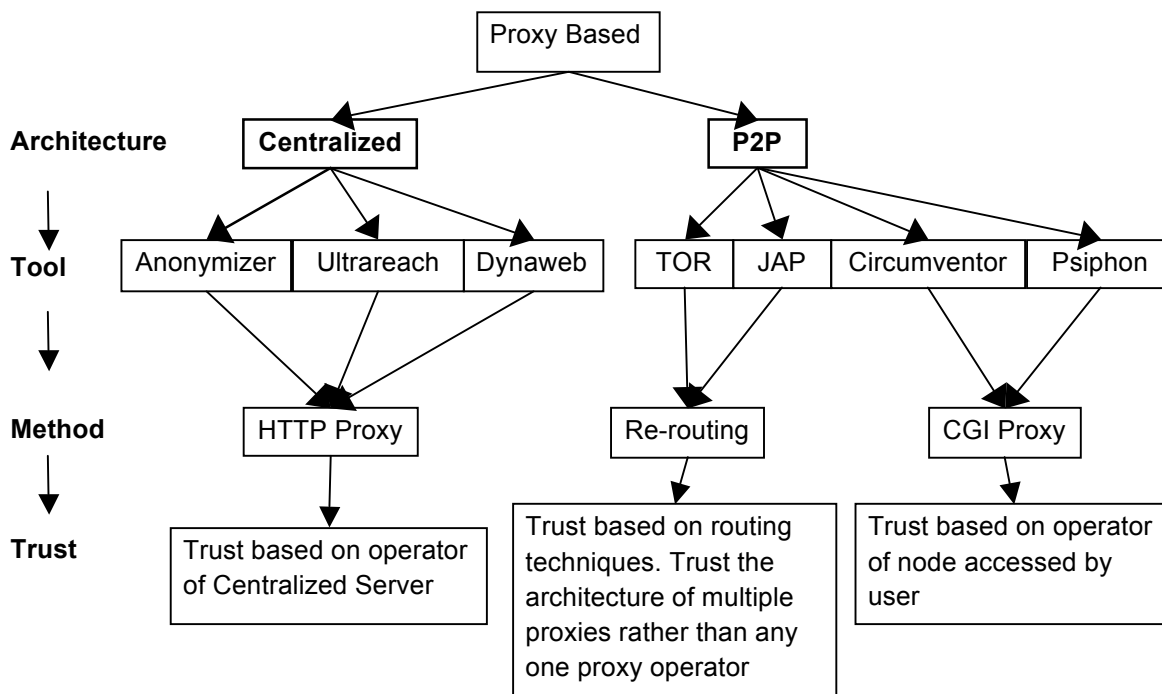 Proxy Based
Architecture
Centralized
P2P
Tool
Anonymizer
Ultrareach
Dynaweb
TOR
JAP
Circumventor
Psiphon
Method
HTTP Proxy
Re-routing
CGI Proxy
Trust
Trust based on operator
of Centralized Server
Trust based on routing
techniques. Trust the
architecture of multiple
proxies rather than any
one proxy operator
Trust based on operator
of node accessed by
user